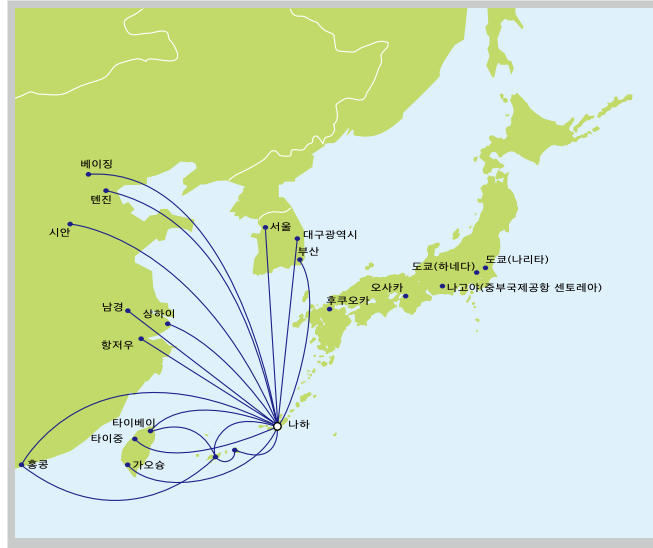 베이징
텐진
시안
서울
대구광역시
부산
도쿄(나리타)
도쿄(하네다)
오사카
나고야(중부국제공항 센토레아)
후쿠오카
남경
상하이
항저우
타이베이
나하
타이중
홍콩
가오슝